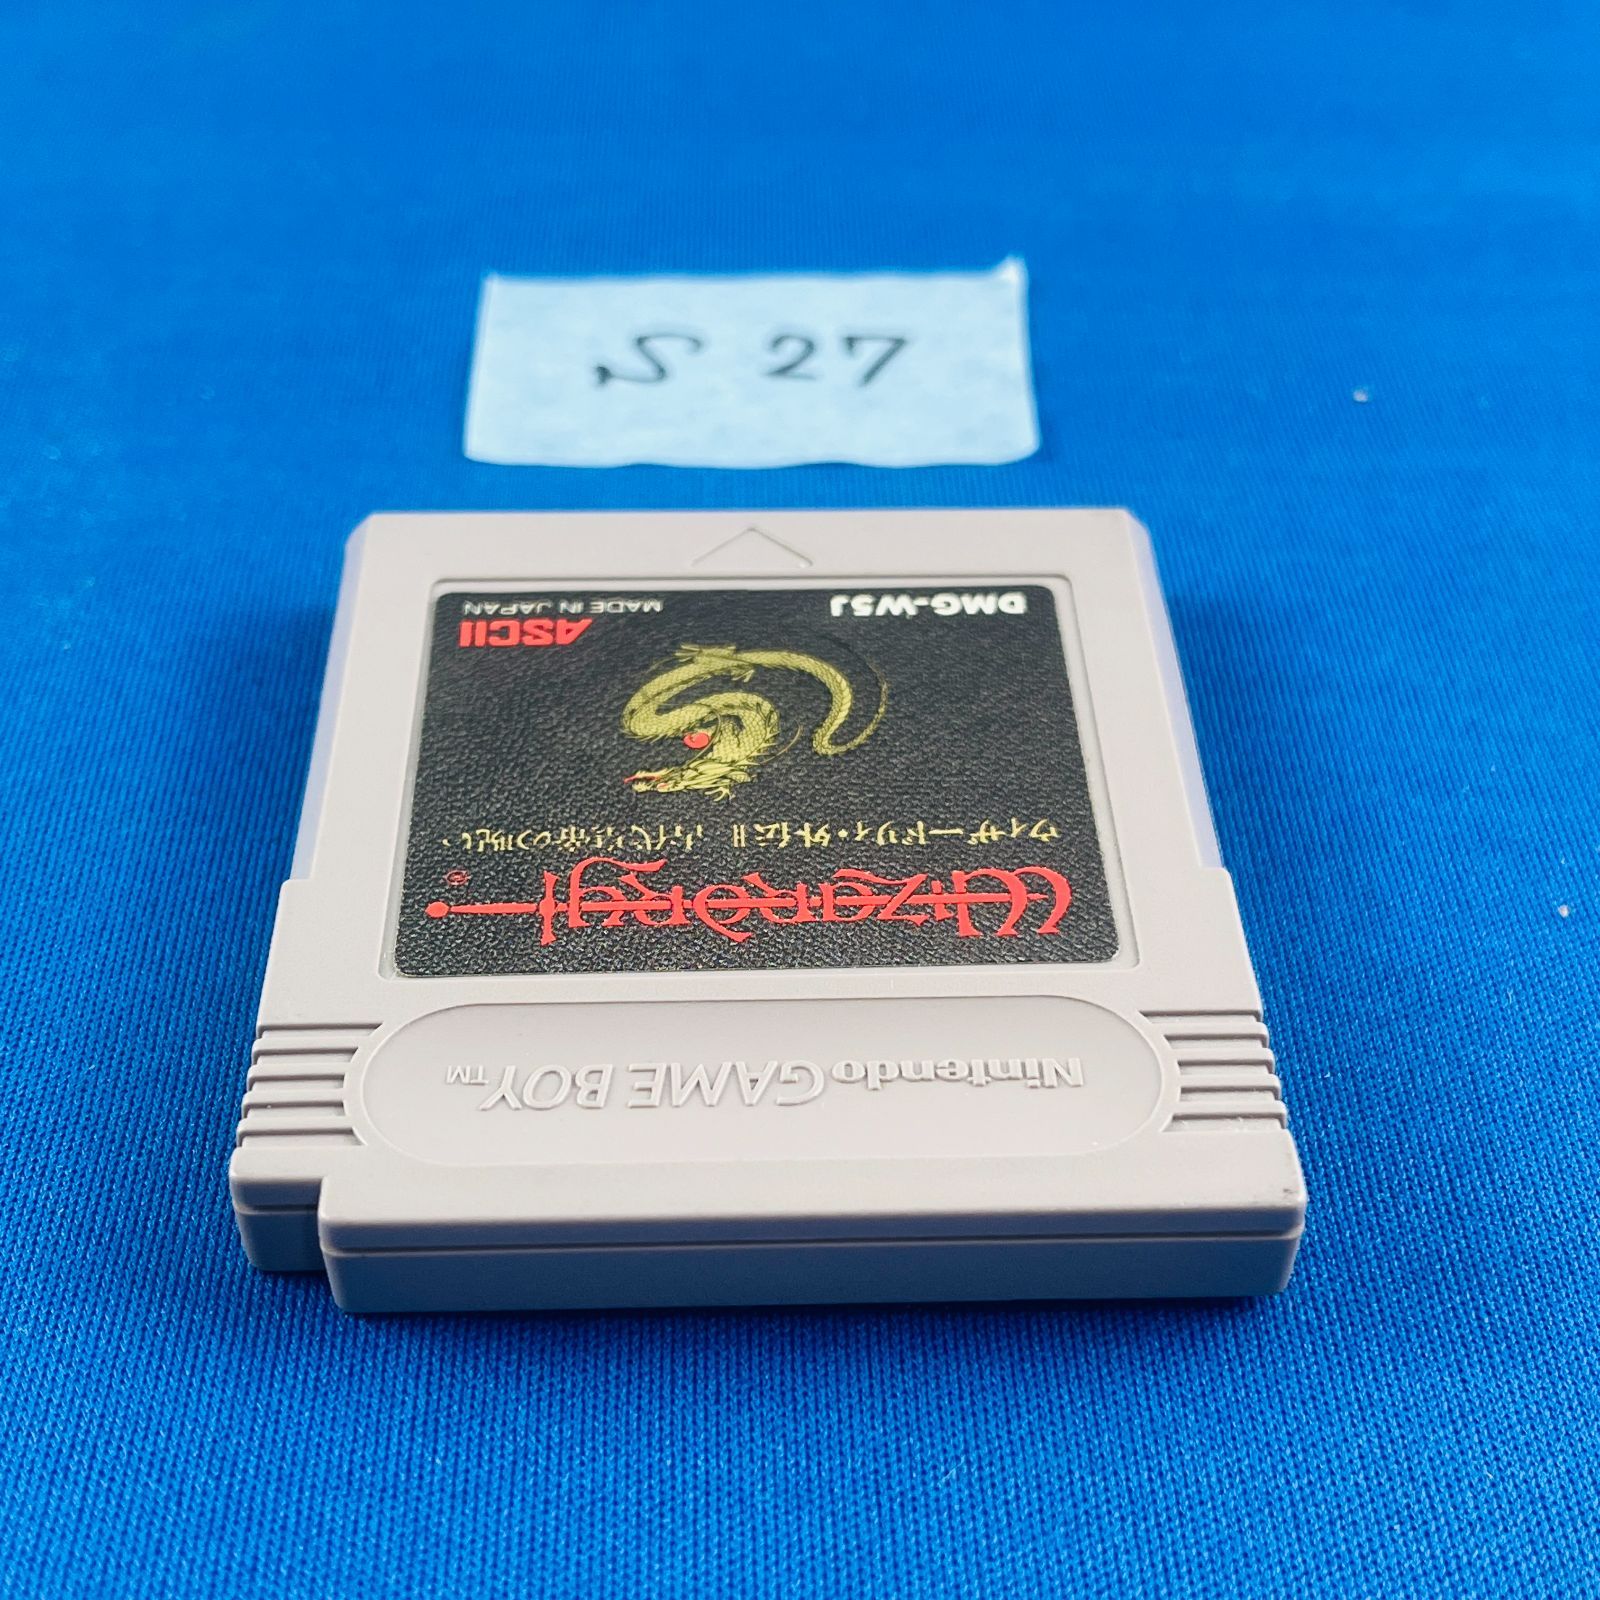 S 27
Nintendo GAME BOY™
Wizardry®
ウィザードリィ・外伝II 古代皇帝の呪い
ASCII
DMG-W5J MADE IN JAPAN